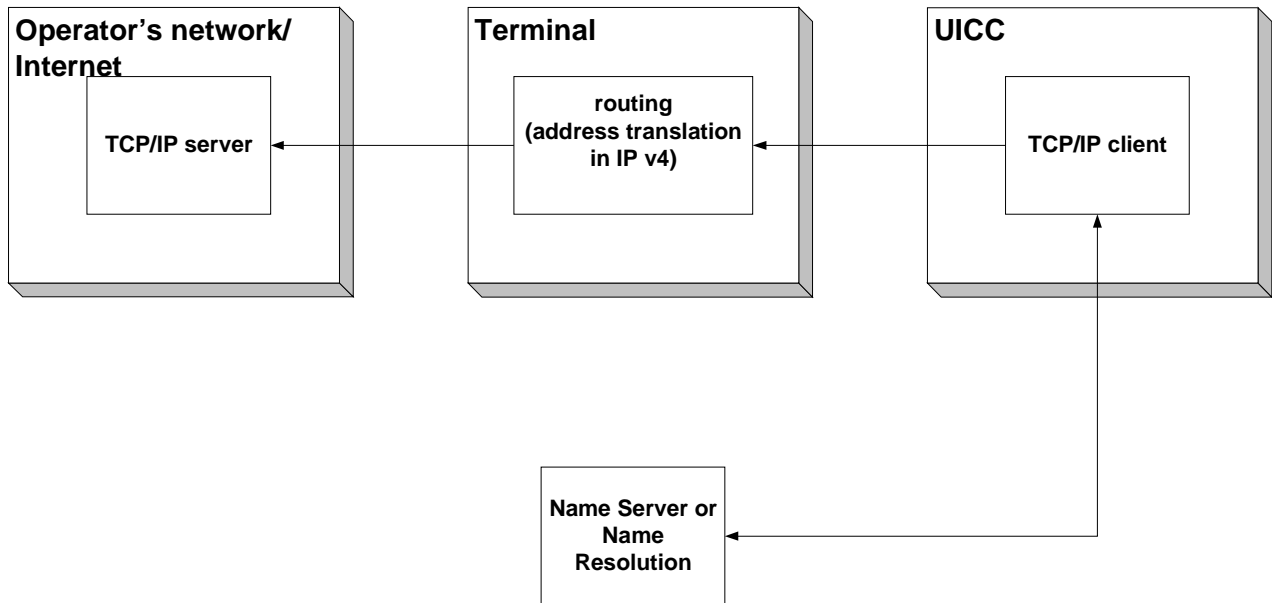 Operator’s network/
Internet
TCP/IP server
Terminal
routing
(address translation
in IP v4)
UICC
TCP/IP client
Name Server or
Name
Resolution